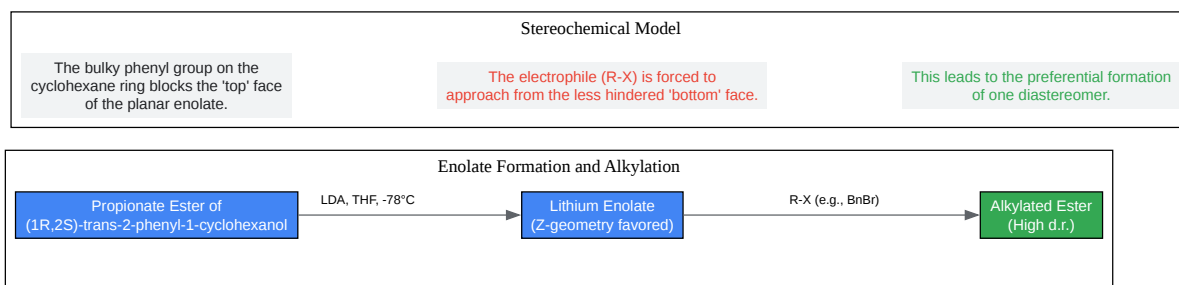 Stereochemical Model
The bulky phenyl group on the
cyclohexane ring blocks the 'top' face
of the planar enolate.
The electrophile (R-X) is forced to
approach from the less hindered 'bottom' face.
This leads to the preferential formation
of one diastereomer.
Enolate Formation and Alkylation
Propionate Ester of
(1R,2S)-trans-2-phenyl-1-cyclohexanol
LDA, THF, -78°C
Lithium Enolate
(Z-geometry favored)
R-X (e.g., BnBr)
Alkylated Ester
(High d.r.)